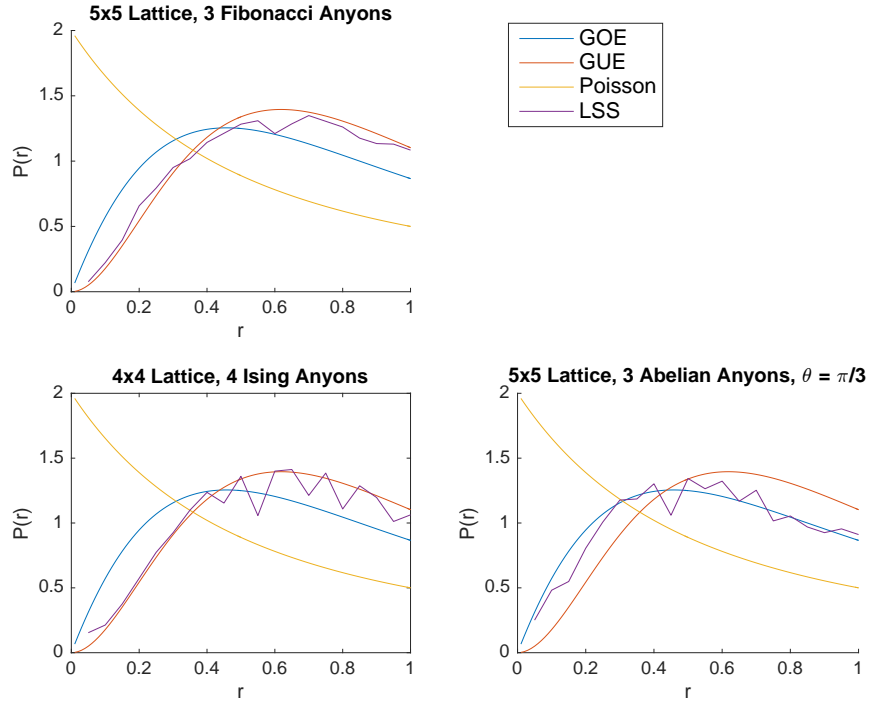 5x5 Lattice, 3 Fibonacci Anyons
2
1.5
1
0.5
0
P(r)
0 0.2 0.4 0.6 0.8 1
r
GOE
GUE
Poisson
LSS
4x4 Lattice, 4 Ising Anyons
2
1.5
1
0.5
0
P(r)
0 0.2 0.4 0.6 0.8 1
r
5x5 Lattice, 3 Abelian Anyons, θ = π/3
2
1.5
1
0.5
0
P(r)
0 0.2 0.4 0.6 0.8 1
r